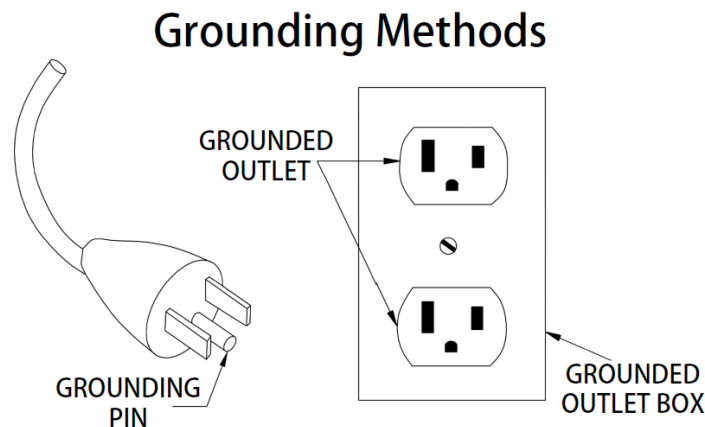 Grounding Methods
GROUNDED
OUTLET
GROUNDING
PIN
GROUNDED
OUTLET BOX